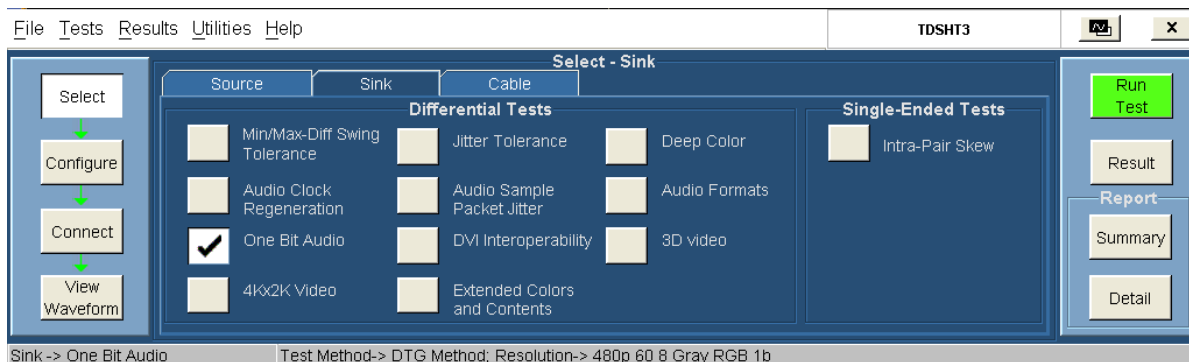 File Tests Results Utilities Help
TDSHT3
x
Select - Sink
Source Sink Cable
Select
Configure
Connect
View
Waveform
Differential Tests
Min/Max-Diff Swing
Tolerance
Jitter Tolerance
Deep Color
Audio Clock
Regeneration
Audio Sample
Packet Jitter
Audio Formats
One Bit Audio
DVI Interoperability
3D video
4Kx2K Video
Extended Colors
and Contents
Single-Ended Tests
Intra-Pair Skew
Run
Test
Result
Report
Summary
Detail
Sink -> One Bit Audio
Test Method-> DTG Method; Resolution-> 480p 60 8 Gray RGB 1b